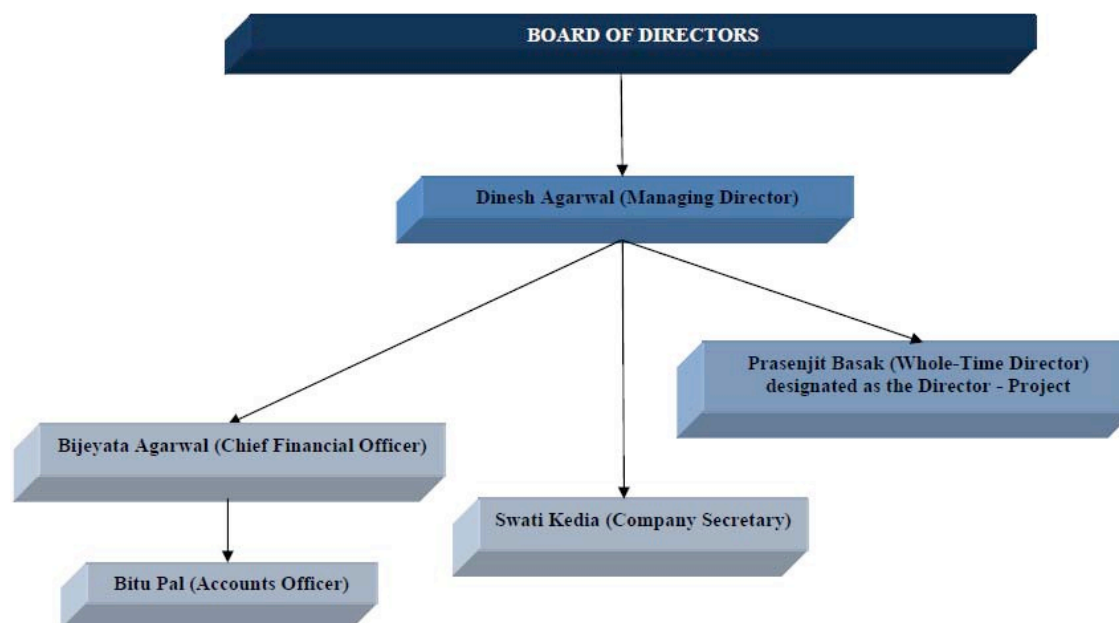 BOARD OF DIRECTORS
Dinesh Agarwal (Managing Director)
Prasenjit Basak (Whole-Time Director)
designated as the Director - Project
Bijeyata Agarwal (Chief Financial Officer)
Swati Kedia (Company Secretary)
Bitu Pal (Accounts Officer)